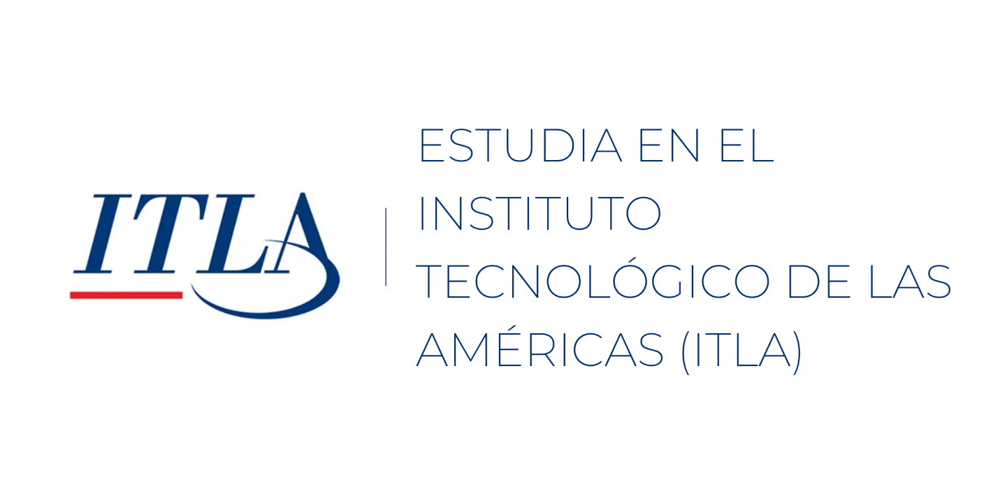 ITLA
ESTUDIA EN EL
INSTITUTO
TECNOLÓGICO DE LAS
AMÉRICAS (ITLA)